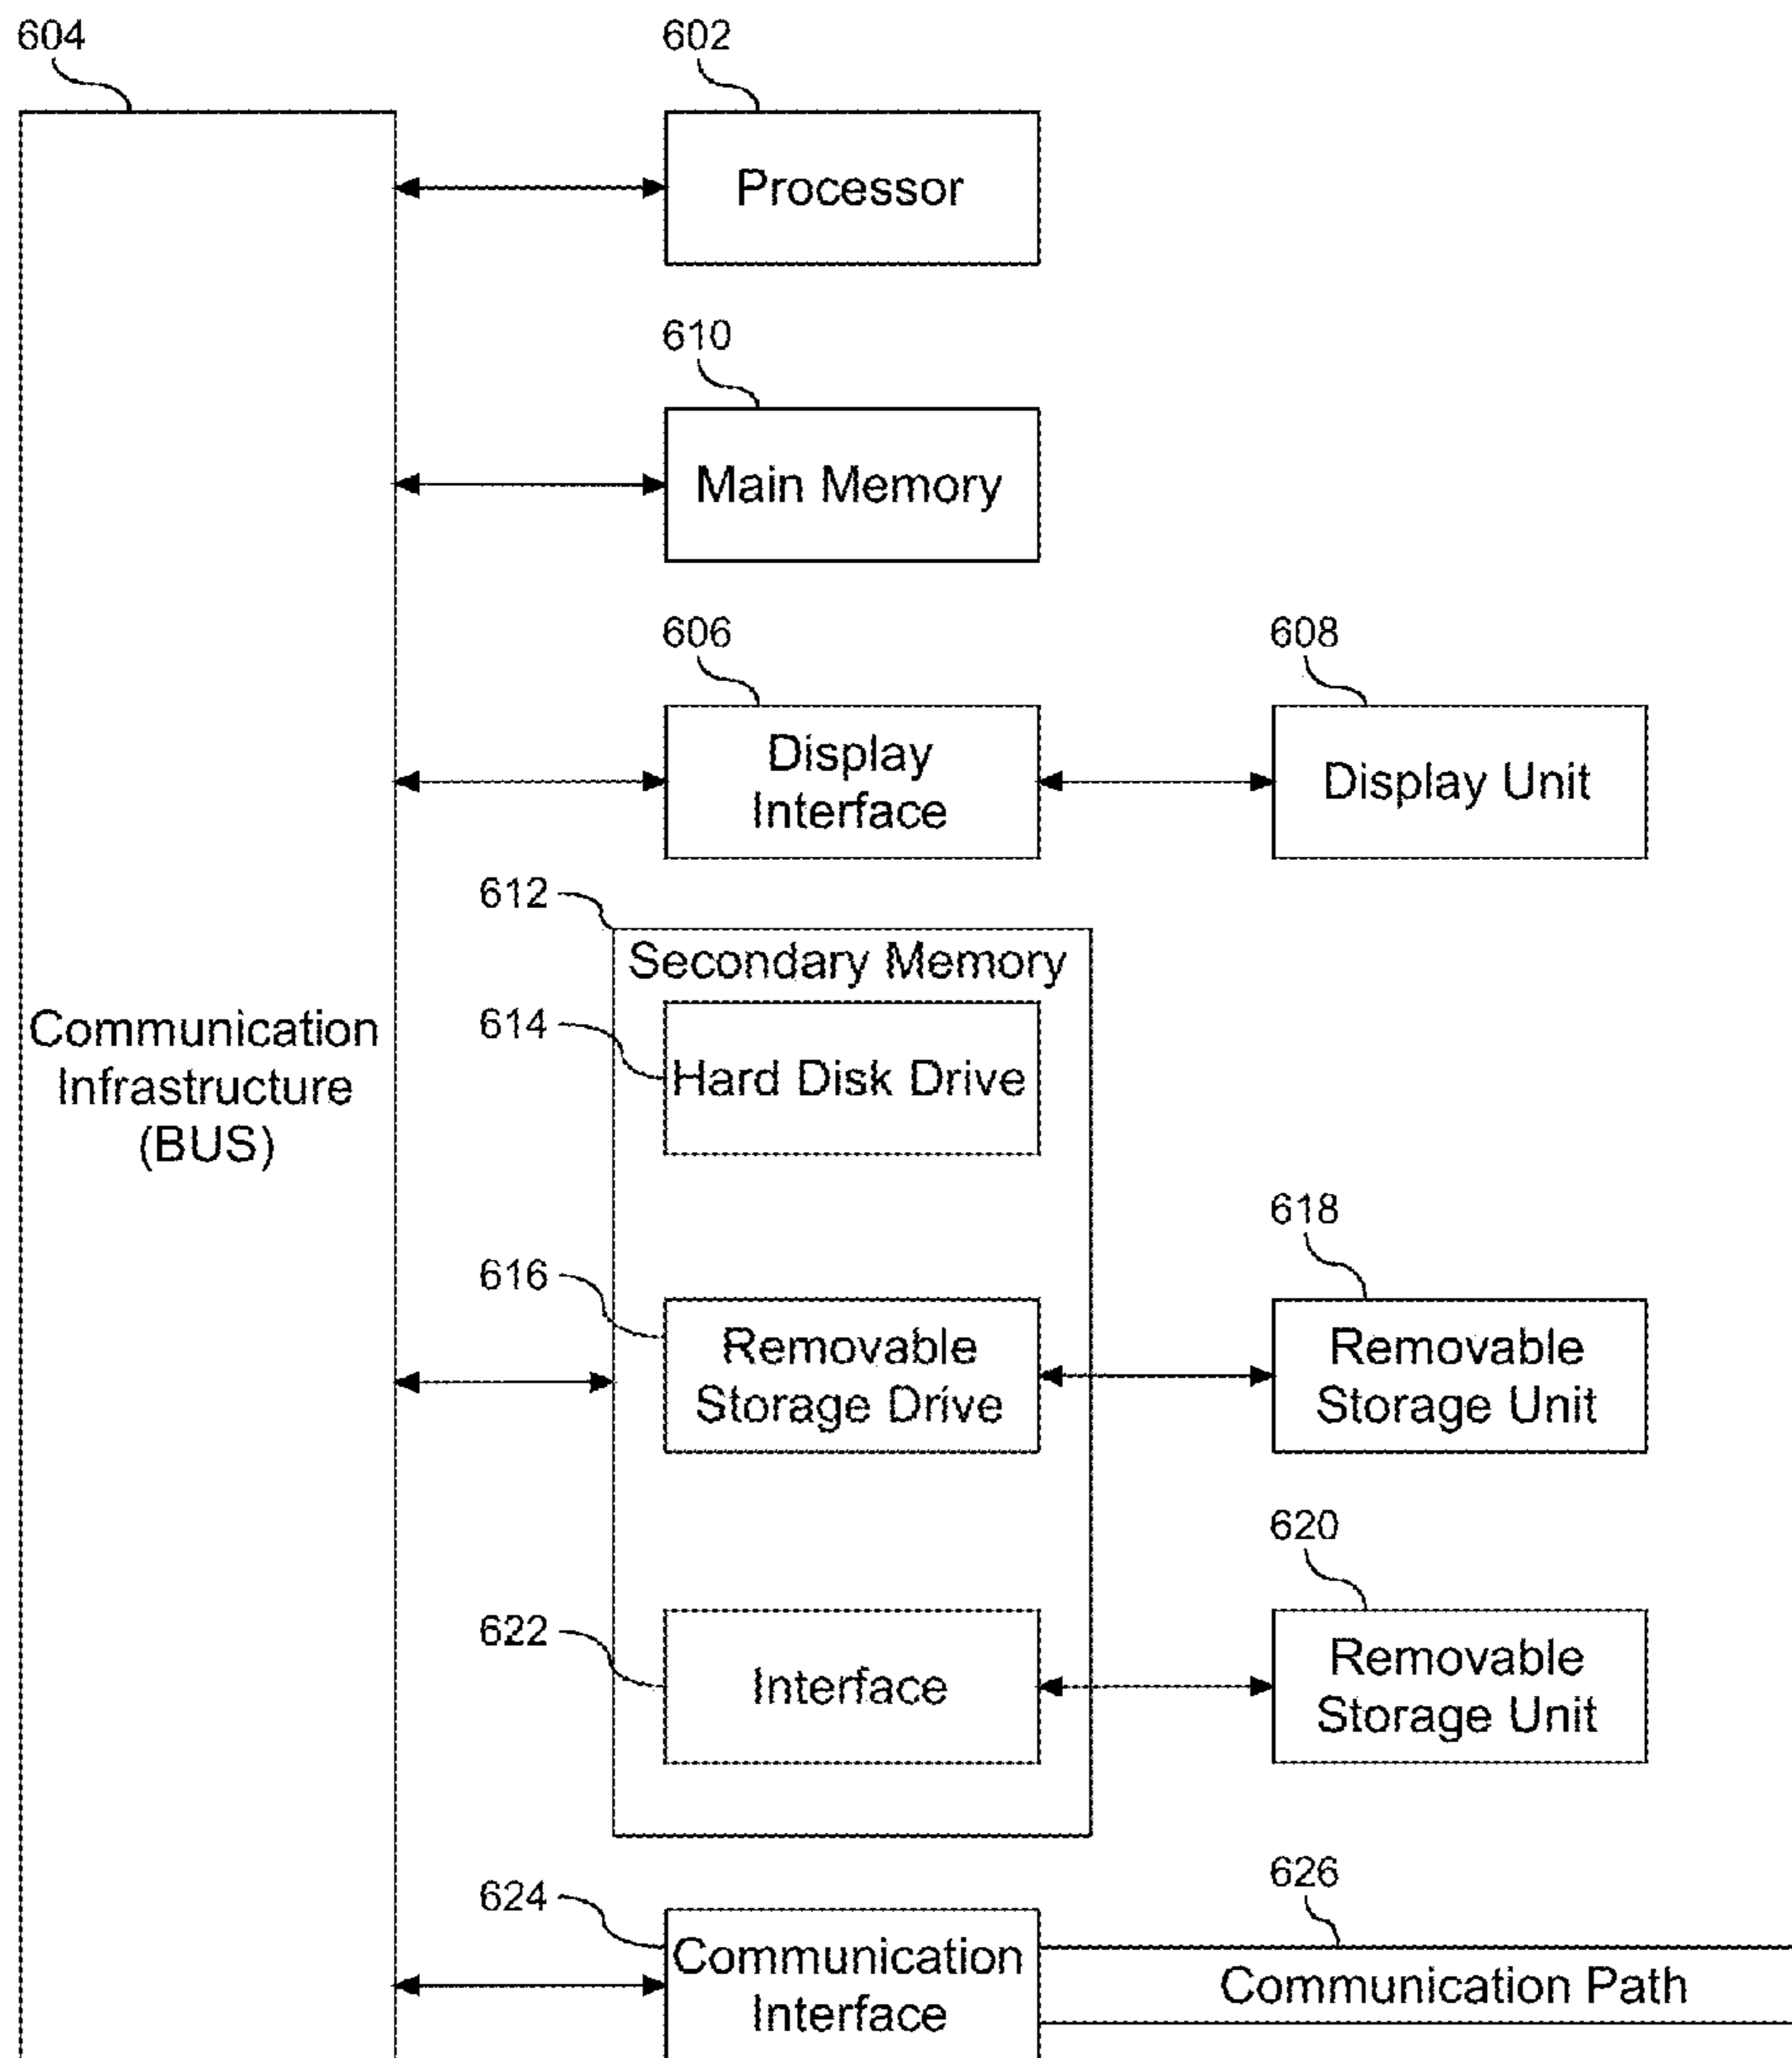 604
602
Processor
610
Main Memory
606
608
Display
Interface
Display Unit
612
Secondary Memory
614
Hard Disk Drive
Communication
Infrastructure
(BUS)
618
616
Removable
Storage Drive
Removable
Storage Unit
620
622
Interface
Removable
Storage Unit
624
626
Communication
Interface
Communication Path